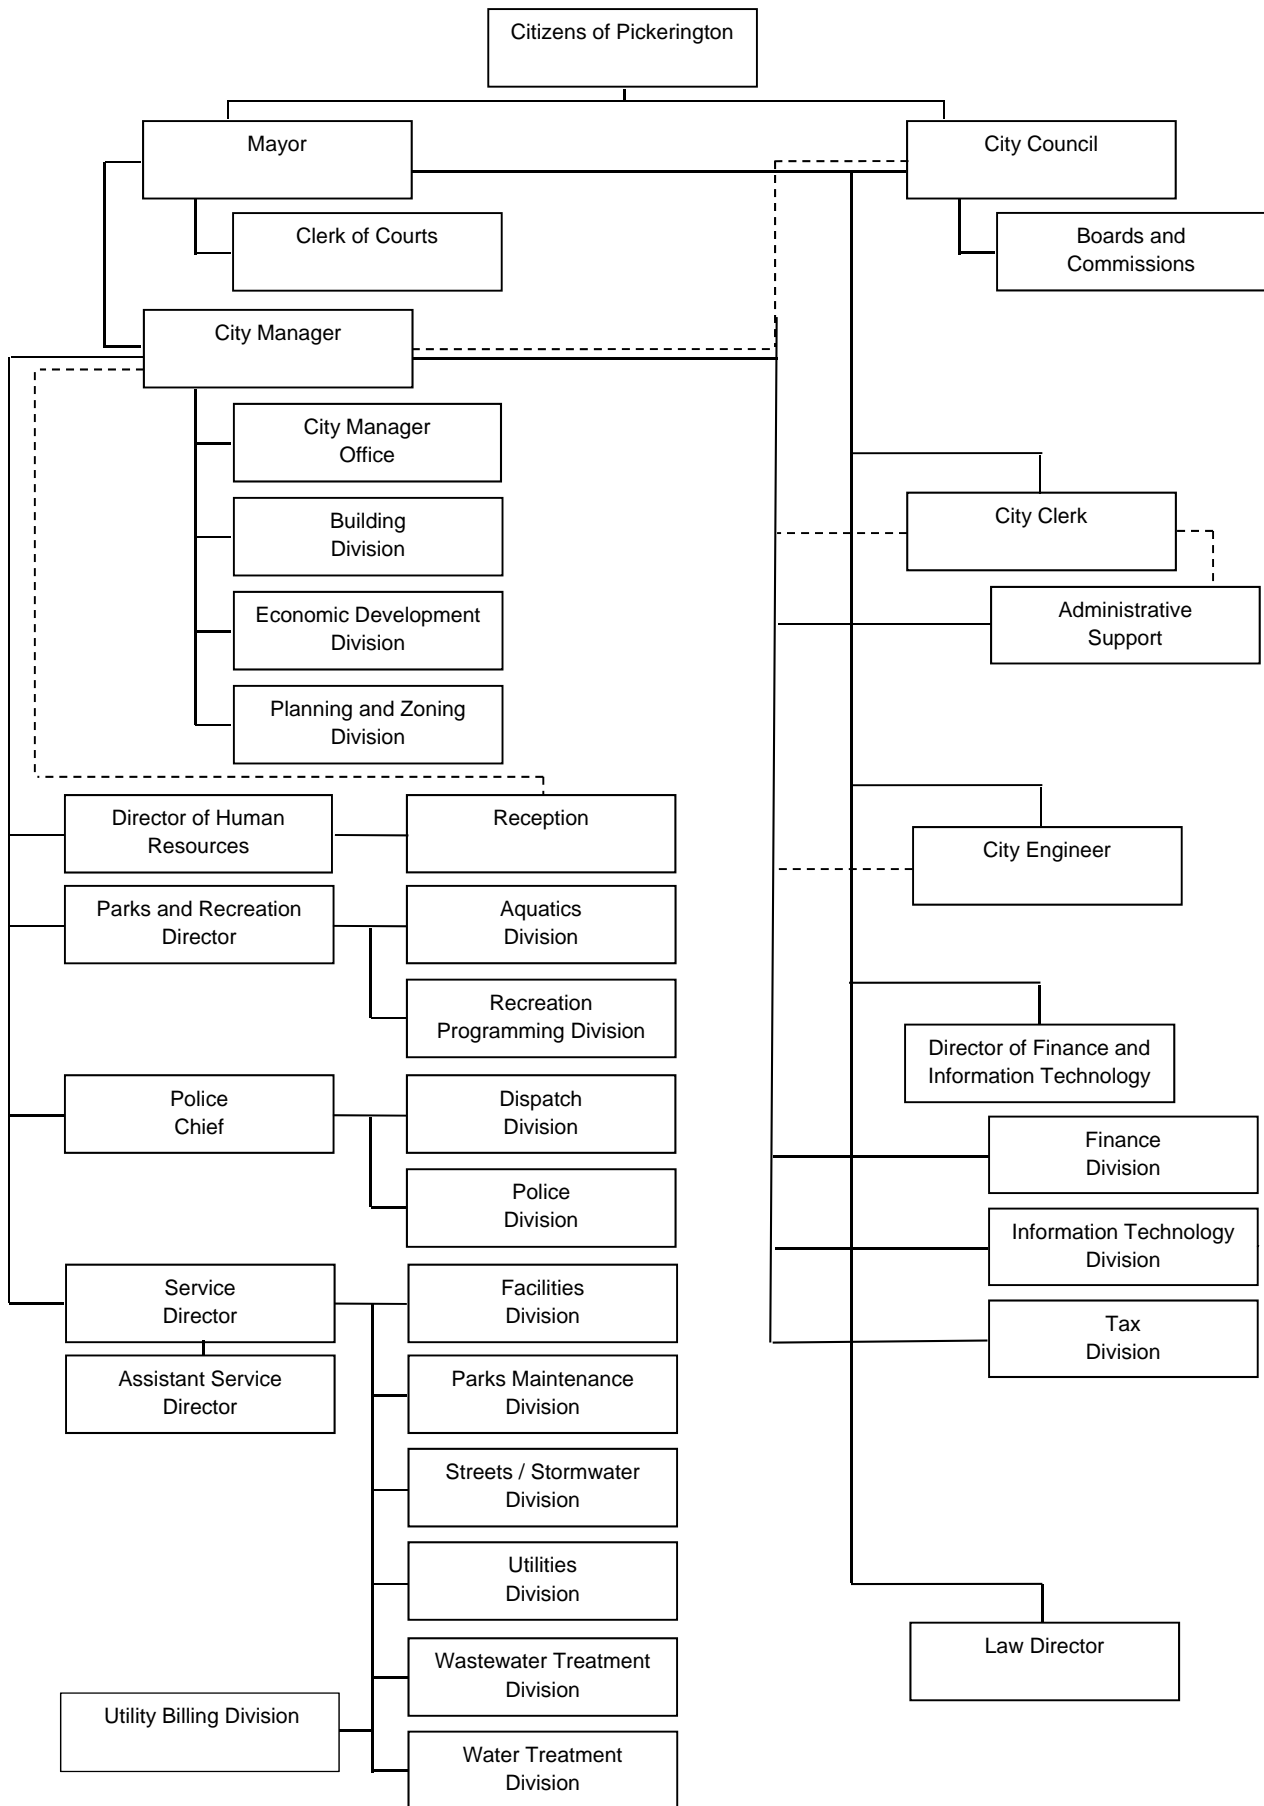 Citizens of Pickerington
Mayor
City Council
Clerk of Courts
Boards and
Commissions
City Manager
City Manager
Office
Building
Division
Economic Development
Division
Planning and Zoning
Division
City Clerk
Administrative
Support
Director of Human
Resources
Reception
City Engineer
Parks and Recreation
Director
Aquatics
Division
Recreation
Programming Division
Director of Finance and
Information Technology
Police
Chief
Dispatch
Division
Police
Division
Finance
Division
Information Technology
Division
Tax
Division
Service
Director
Assistant Service
Director
Facilities
Division
Parks Maintenance
Division
Streets / Stormwater
Division
Utilities
Division
Wastewater Treatment
Division
Law Director
Utility Billing Division
Water Treatment
Division